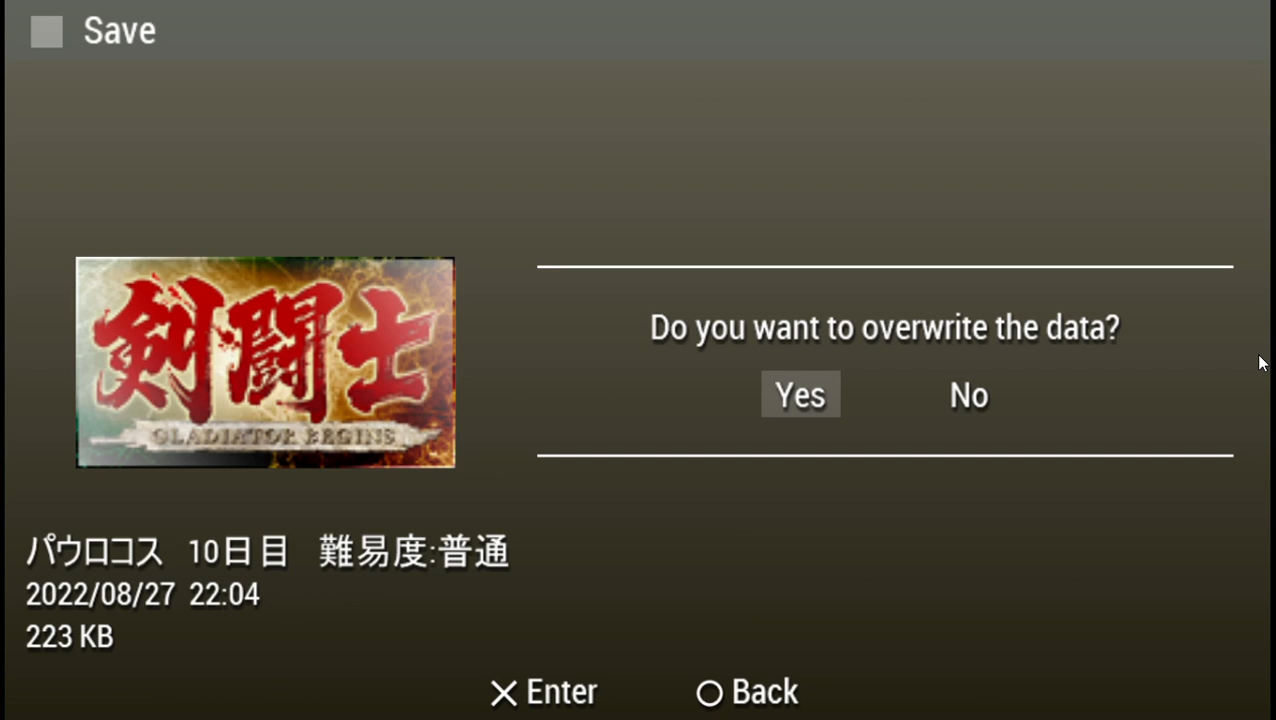 Save
剣闘士
GLADIATOR BEGINS
Do you want to overwrite the data?
Yes No
パウロコス 10日目 難易度:普通
2022/08/27 22:04
223 KB
Enter Back